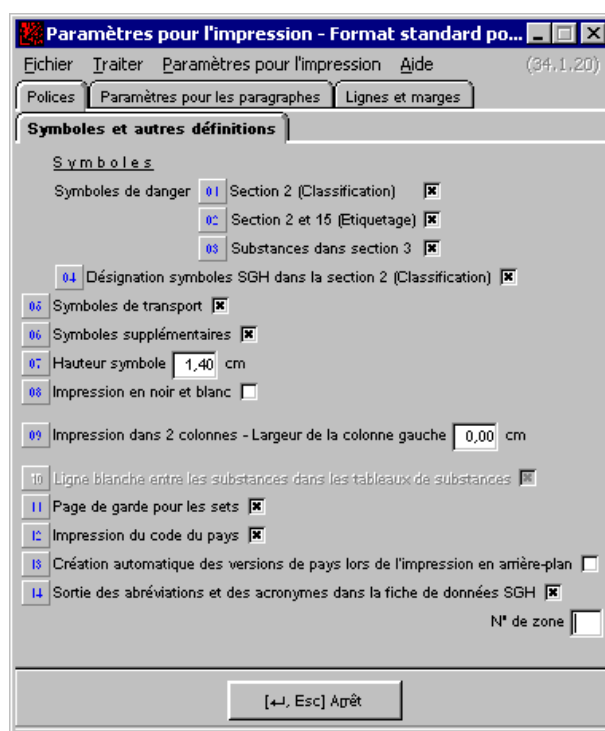 Paramètres pour l'impression - Format standard po...
Fichier Traiter Paramètres pour l'impression Aide (34.1.20)
Polices Paramètres pour les paragraphes Lignes et marges
Symboles et autres définitions
Symboles
Symboles de danger 01 Section 2 (Classification)
02 Section 2 et 15 (Etiquetage)
03 Substances dans section 3
04 Désignation symboles SGH dans la section 2 (Classification)
05 Symboles de transport
06 Symboles supplémentaires
07 Hauteur symbole 1,40 cm
08 Impression en noir et blanc
09 Impression dans 2 colonnes - Largeur de la colonne gauche 0,00 cm
10 Ligne blanche entre les substances dans les tableaux de substances
11 Page de garde pour les sets
12 Impression du code du pays
13 Création automatique des versions de pays lors de l'impression en arrière-plan
14 Sortie des abréviations et des acronymes dans la fiche de données SGH
N° de zone
[↵, Esc] Arrêt